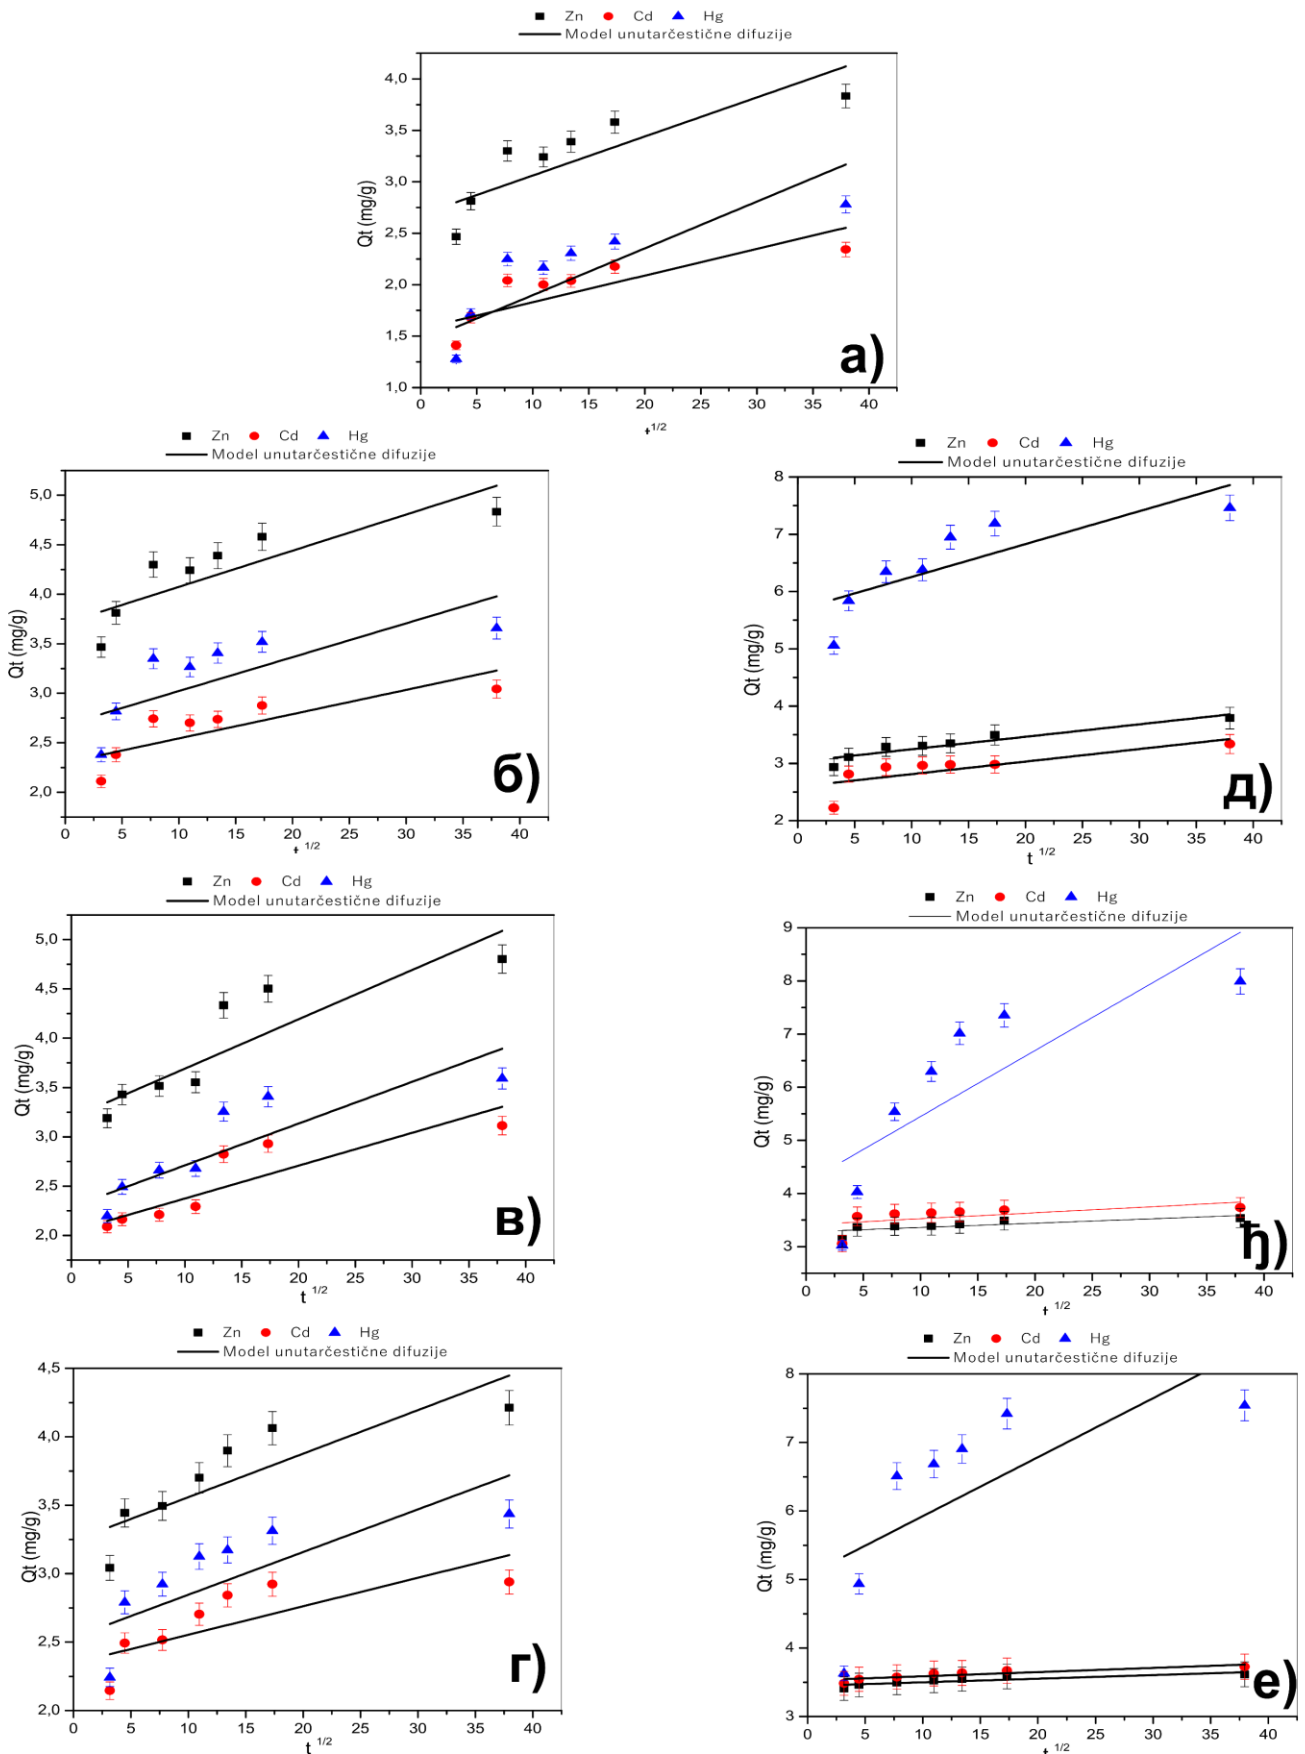 Zn Cd Hg
Model unutarčestične difuzije
4,0
3,5
3,0
2,5
2,0
1,5
1,0
Qt (mg/g)
а)
0 5 10 15 20 25 30 35 40
t 1/2
Zn Cd Hg
Model unutarčestične difuzije
5,0
4,5
4,0
3,5
3,0
2,5
2,0
Qt (mg/g)
б)
0 5 10 15 20 25 30 35 40
t 1/2
Zn Cd Hg
Model unutarčestične difuzije
8
7
6
5
4
3
2
Qt (mg/g)
д)
0 5 10 15 20 25 30 35 40
t 1/2
Zn Cd Hg
Model unutarčestične difuzije
5,0
4,5
4,0
3,5
3,0
2,5
2,0
Qt (mg/g)
в)
0 5 10 15 20 25 30 35 40
t 1/2
Zn Cd Hg
Model unutarčestične difuzije
9
8
7
6
5
4
3
Qt (mg/g)
ђ)
0 5 10 15 20 25 30 35 40
t 1/2
Zn Cd Hg
Model unutarčestične difuzije
4,5
4,0
3,5
3,0
2,5
2,0
Qt (mg/g)
г)
0 5 10 15 20 25 30 35 40
t 1/2
Zn Cd Hg
Model unutarčestične difuzije
8
7
6
5
4
3
Qt (mg/g)
е)
0 5 10 15 20 25 30 35 40
t 1/2